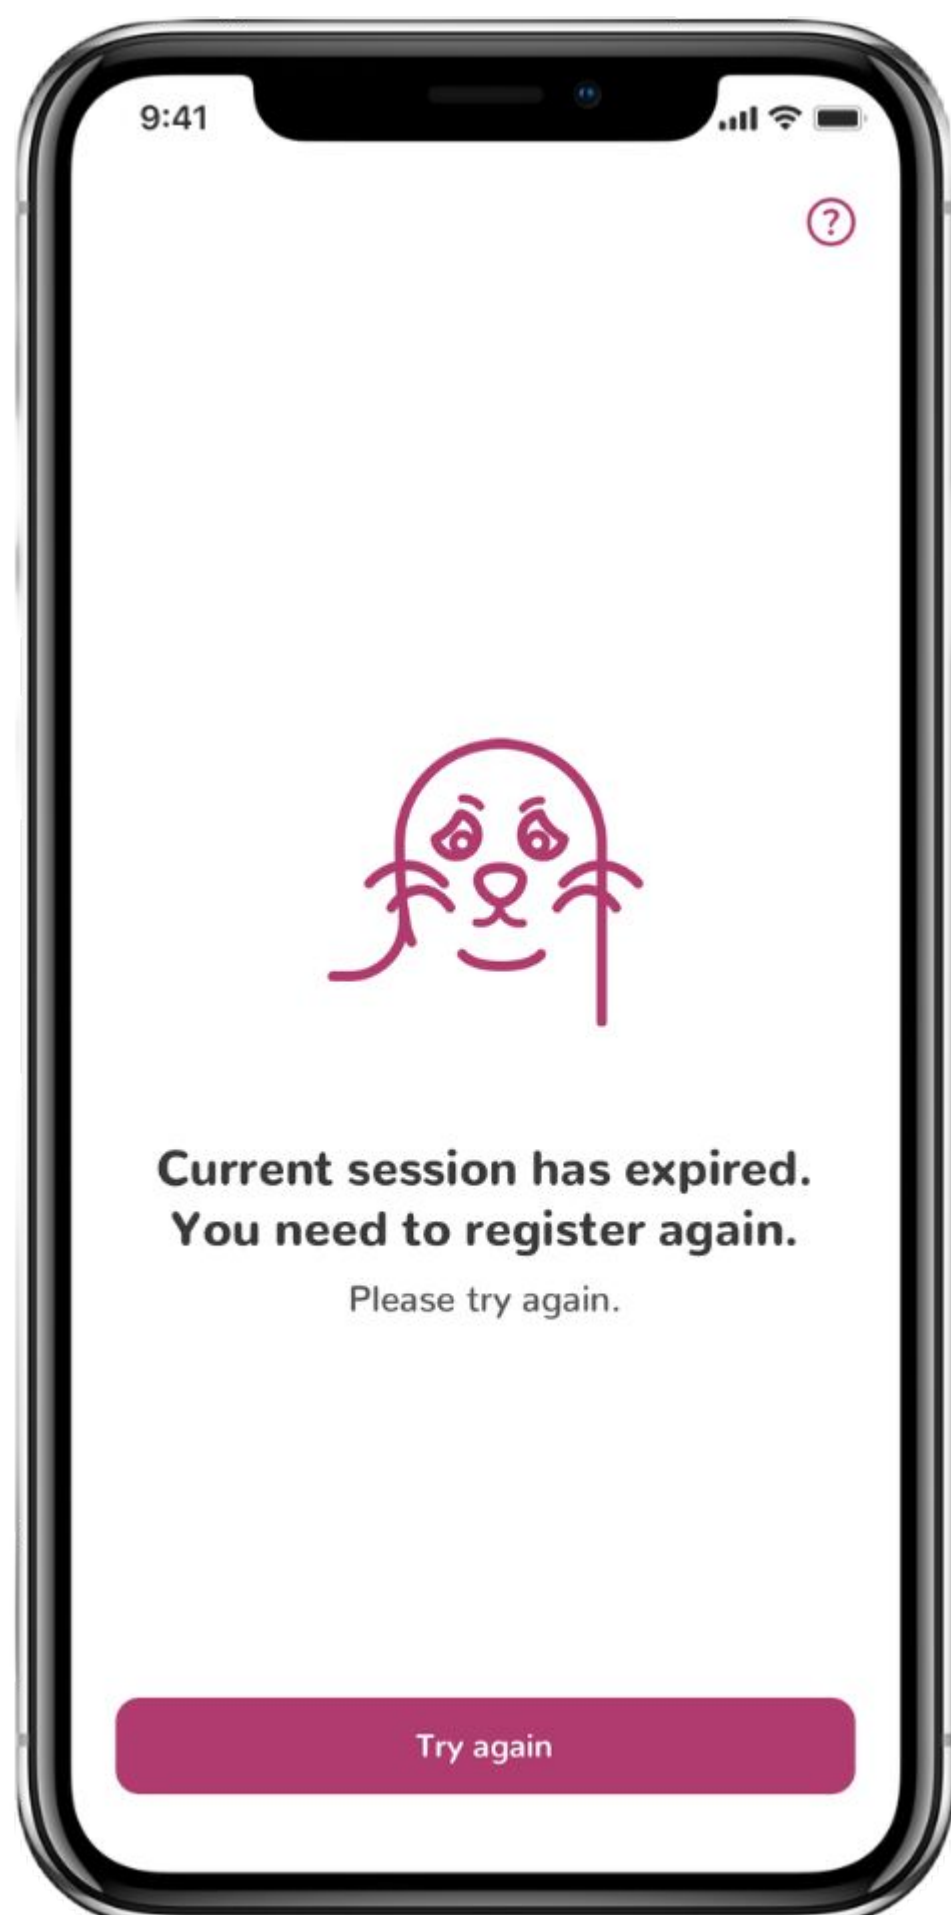 9:41
?
Current session has expired.
You need to register again.
Please try again.
Try again